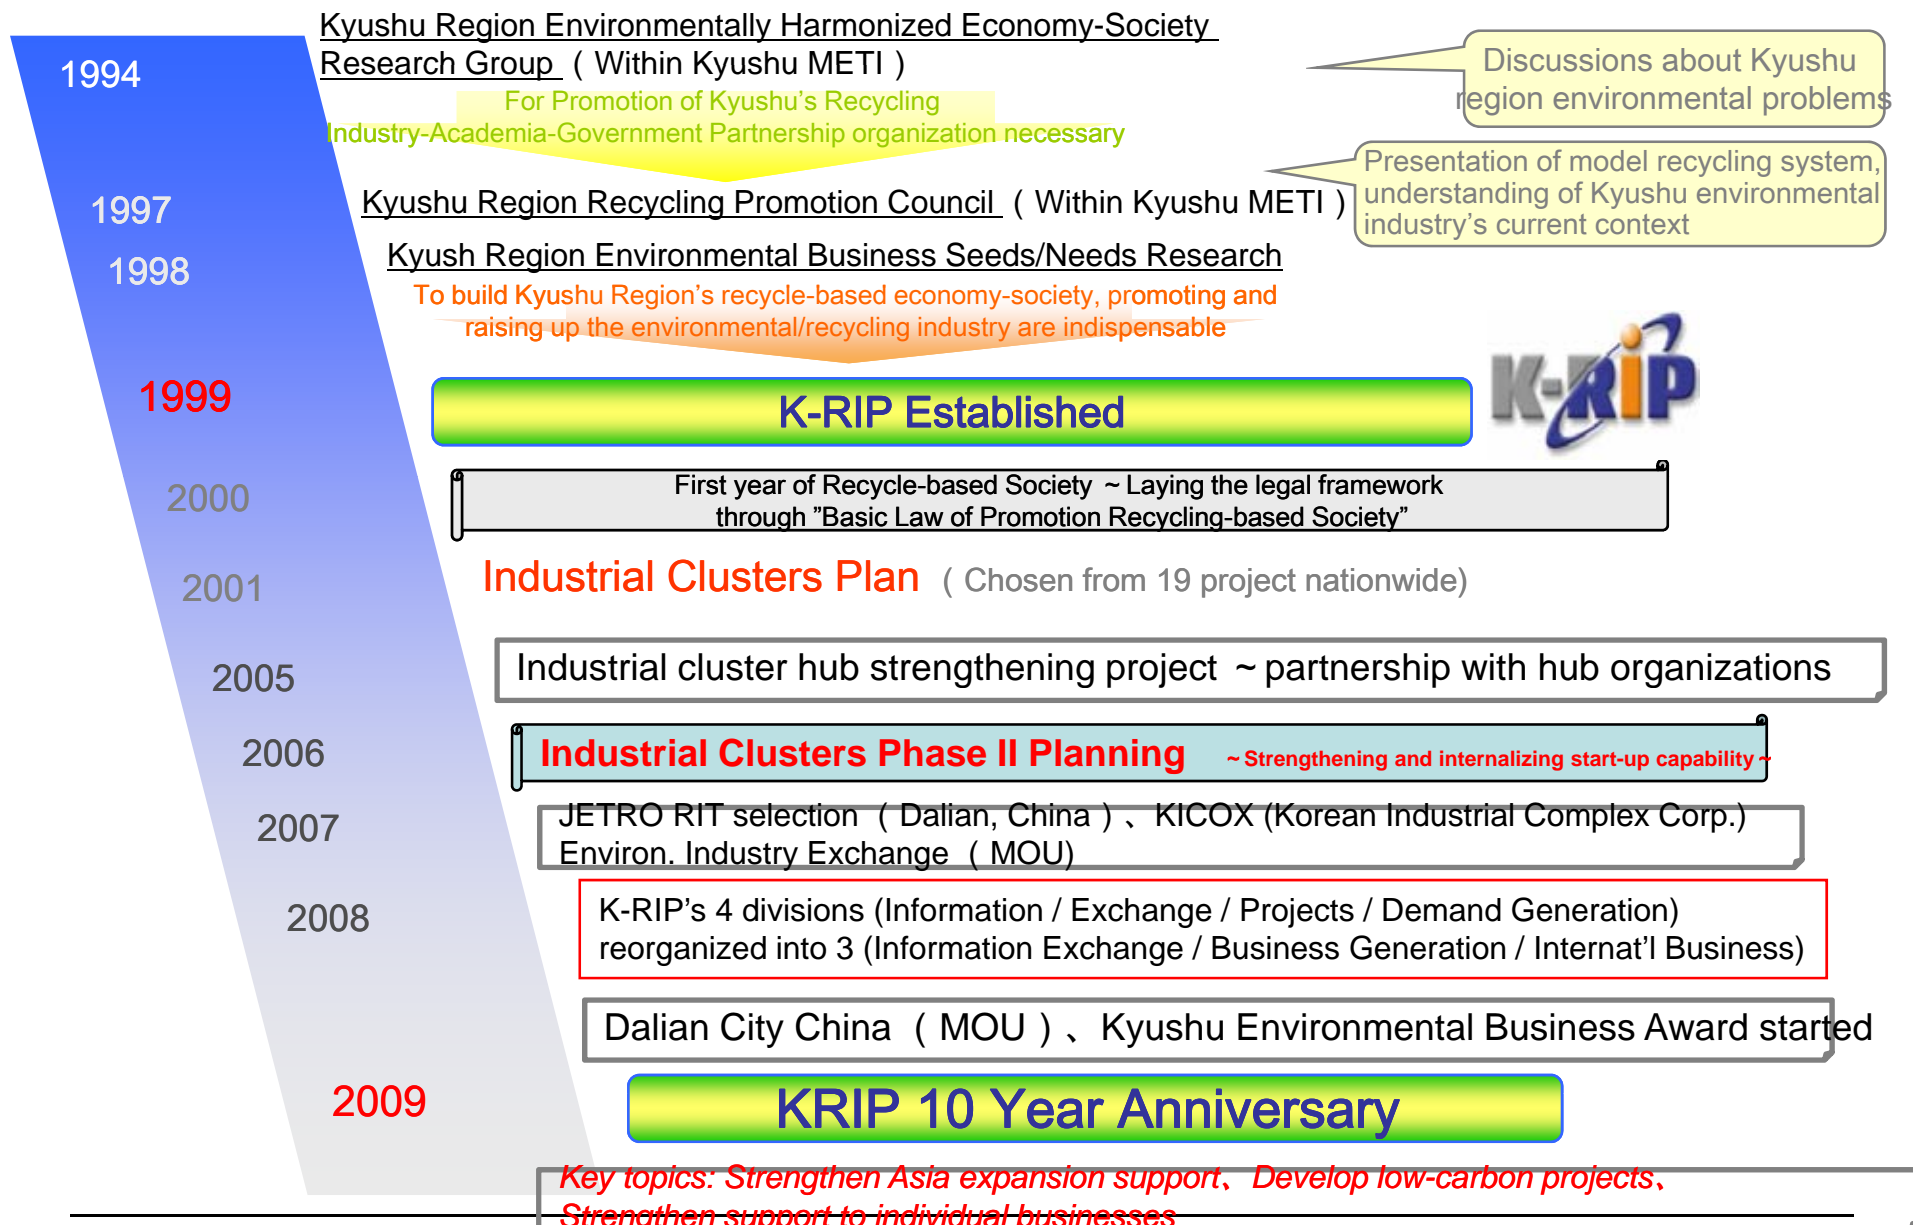 Kyushu Region Environmentally Harmonized Economy-Society
Research Group ( Within Kyushu METI )
1994
Discussions about Kyushu
region environmental problems
For Promotion of Kyushu's Recycling
Industry-Academia-Government Partnership organization necessary
Presentation of model recycling system,
understanding of Kyushu environmental
industry's current context
1997
Kyushu Region Recycling Promotion Council ( Within Kyushu METI )
1998
Kyush Region Environmental Business Seeds/Needs Research
To build Kyushu Region's recycle-based economy-society, promoting and
raising up the environmental/recycling industry are indispensable
1999
K-RIP Established
K-RIP
2000
First year of Recycle-based Society ~ Laying the legal framework
through ”Basic Law of Promotion Recycling-based Society”
2001
Industrial Clusters Plan ( Chosen from 19 project nationwide)
2005
Industrial cluster hub strengthening project ~ partnership with hub organizations
2006
Industrial Clusters Phase II Planning ~ Strengthening and internalizing start-up capability ~
2007
JETRO RIT selection ( Dalian, China ) 、KICOX (Korean Industrial Complex Corp.)
Environ. Industry Exchange ( MOU)
2008
K-RIP's 4 divisions (Information / Exchange / Projects / Demand Generation)
reorganized into 3 (Information Exchange / Business Generation / Internat'l Business)
Dalian City China ( MOU ) 、Kyushu Environmental Business Award started
2009
KRIP 10 Year Anniversary
Key topics: Strengthen Asia expansion support、Develop low-carbon projects、
Strengthen support to individual businesses